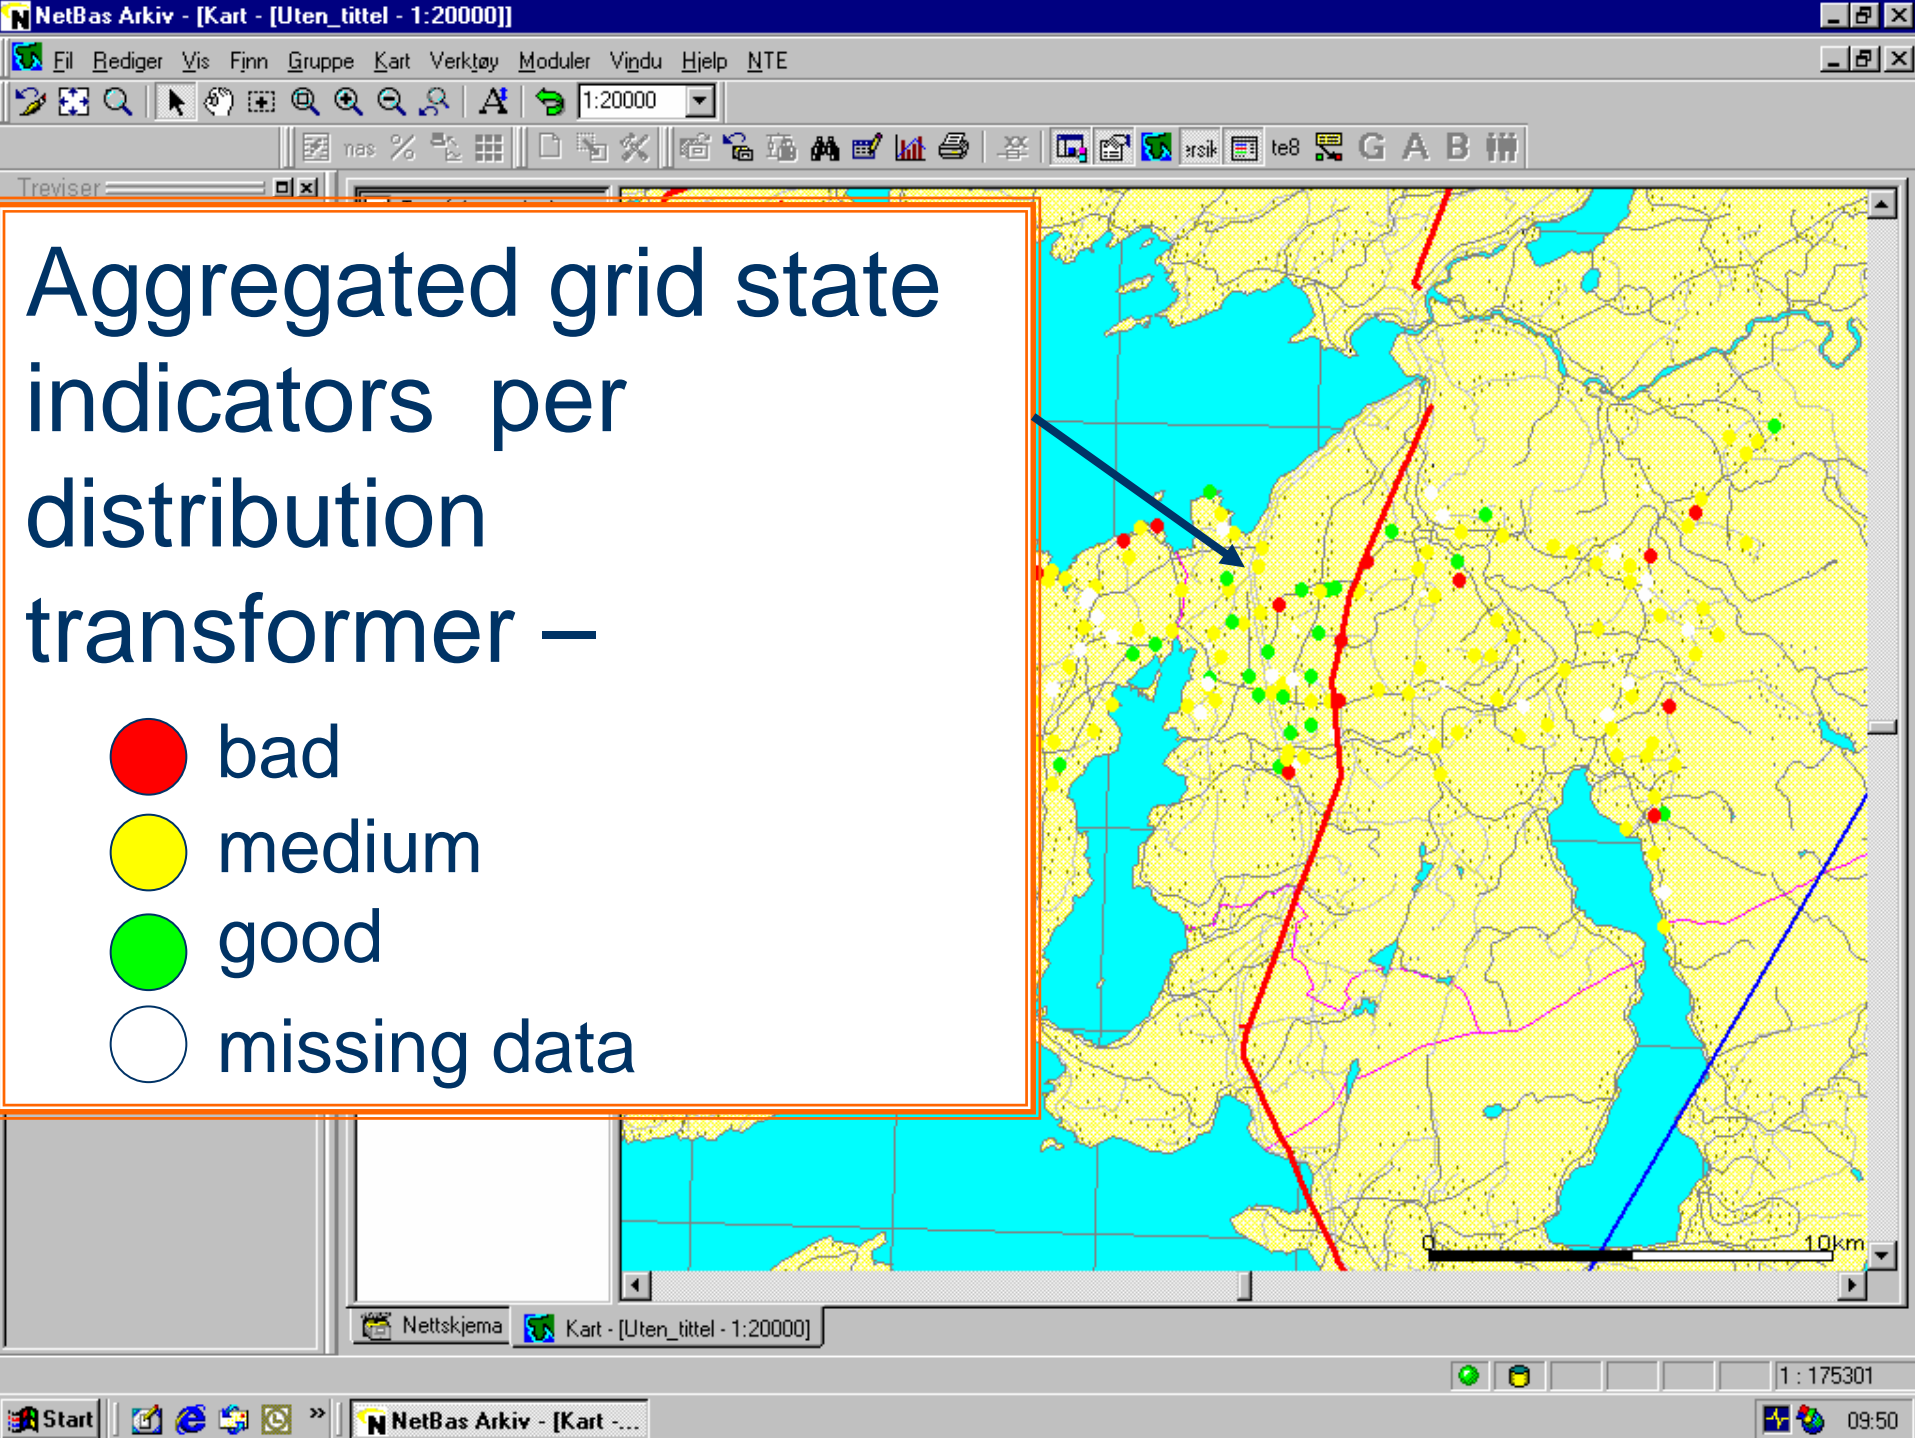 NetBas Arkiv - [Kart - [Uten_tittel - 1:20000]]
Fil Rediger Vis Finn Gruppe Kart Verktøy Moduler Vindu Hjelp NTE
1:20000
nas % te8 G A B
Treviser
Aggregated grid state
indicators per
distribution
transformer –
bad
medium
good
missing data
0 10km
Nettskjema Kart - [Uten_tittel - 1:20000]
1 : 175301
Start » NetBas Arkiv - [Kart -... 09:50